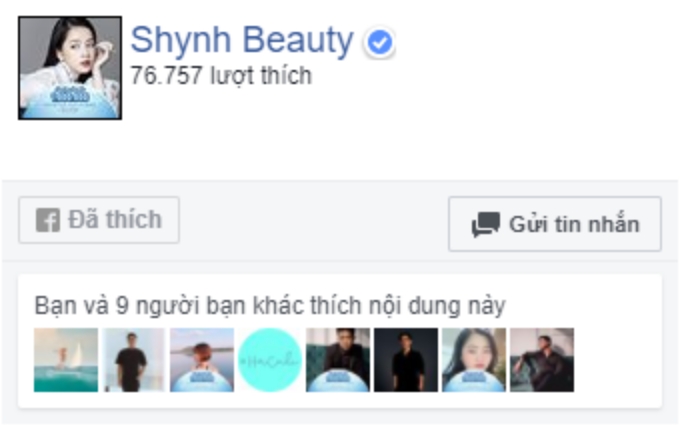 Shynh Beauty
76.757 lượt thích
Đã thích
Gửi tin nhắn
Bạn và 9 người bạn khác thích nội dung này